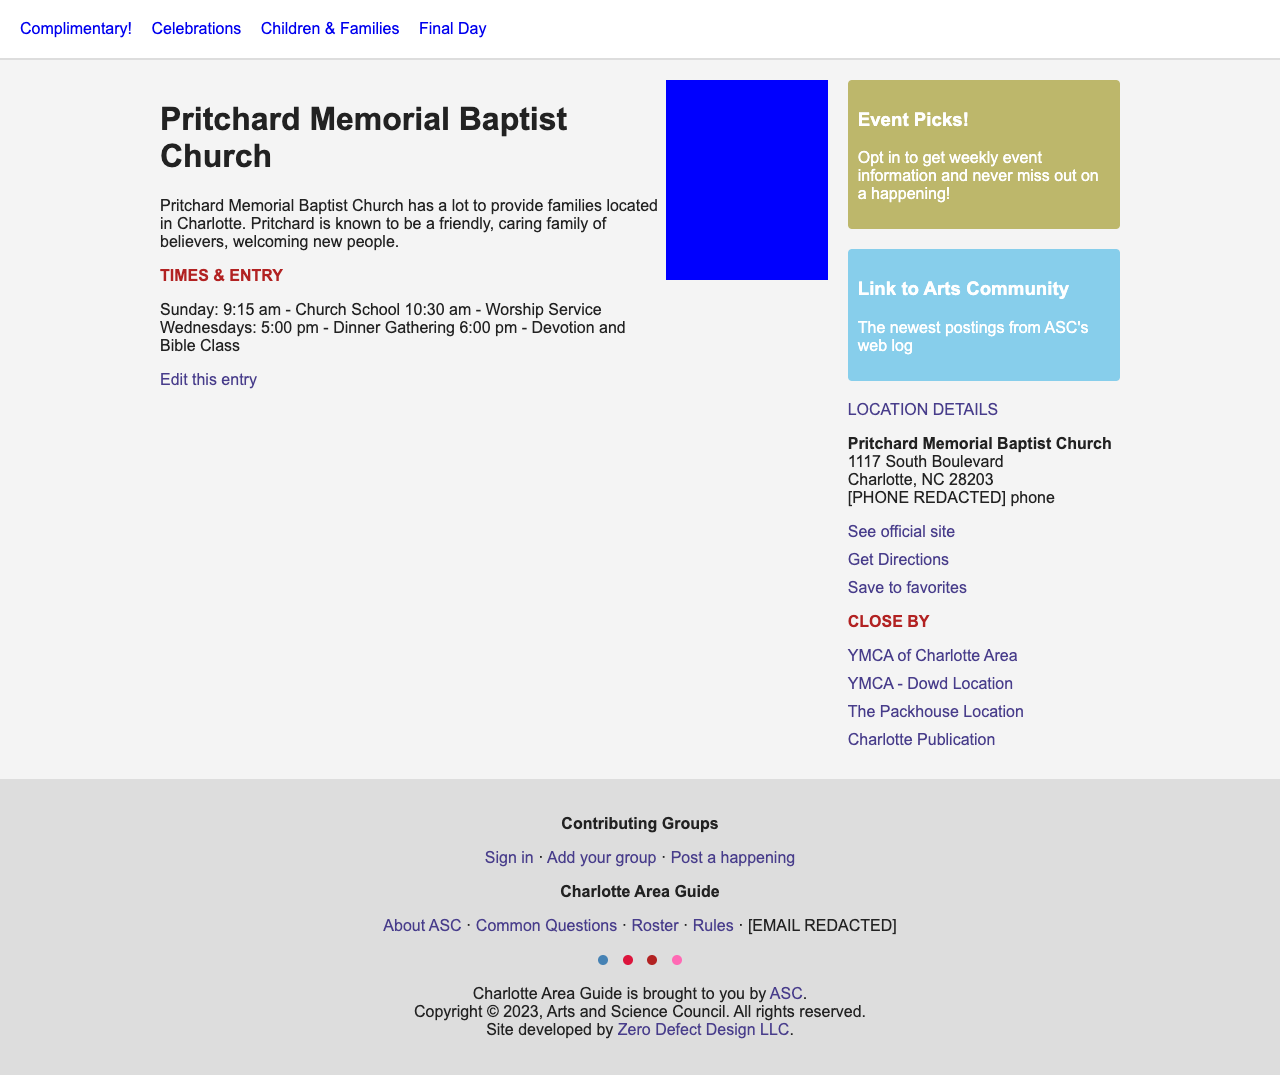 Complimentary! Celebrations Children & Families Final Day
Pritchard Memorial Baptist
Church
Pritchard Memorial Baptist Church has a lot to provide families located
in Charlotte. Pritchard is known to be a friendly, caring family of
believers, welcoming new people.
TIMES & ENTRY
Sunday: 9:15 am - Church School 10:30 am - Worship Service
Wednesdays: 5:00 pm - Dinner Gathering 6:00 pm - Devotion and
Bible Class
Edit this entry
Event Picks!
Opt in to get weekly event
information and never miss out on
a happening!
Link to Arts Community
The newest postings from ASC's
web log
LOCATION DETAILS
Pritchard Memorial Baptist Church
1117 South Boulevard
Charlotte, NC 28203
[PHONE REDACTED] phone
See official site
Get Directions
Save to favorites
CLOSE BY
YMCA of Charlotte Area
YMCA - Dowd Location
The Packhouse Location
Charlotte Publication
Contributing Groups
Sign in · Add your group · Post a happening
Charlotte Area Guide
About ASC · Common Questions · Roster · Rules · [EMAIL REDACTED]
Charlotte Area Guide is brought to you by ASC.
Copyright © 2023, Arts and Science Council. All rights reserved.
Site developed by Zero Defect Design LLC.